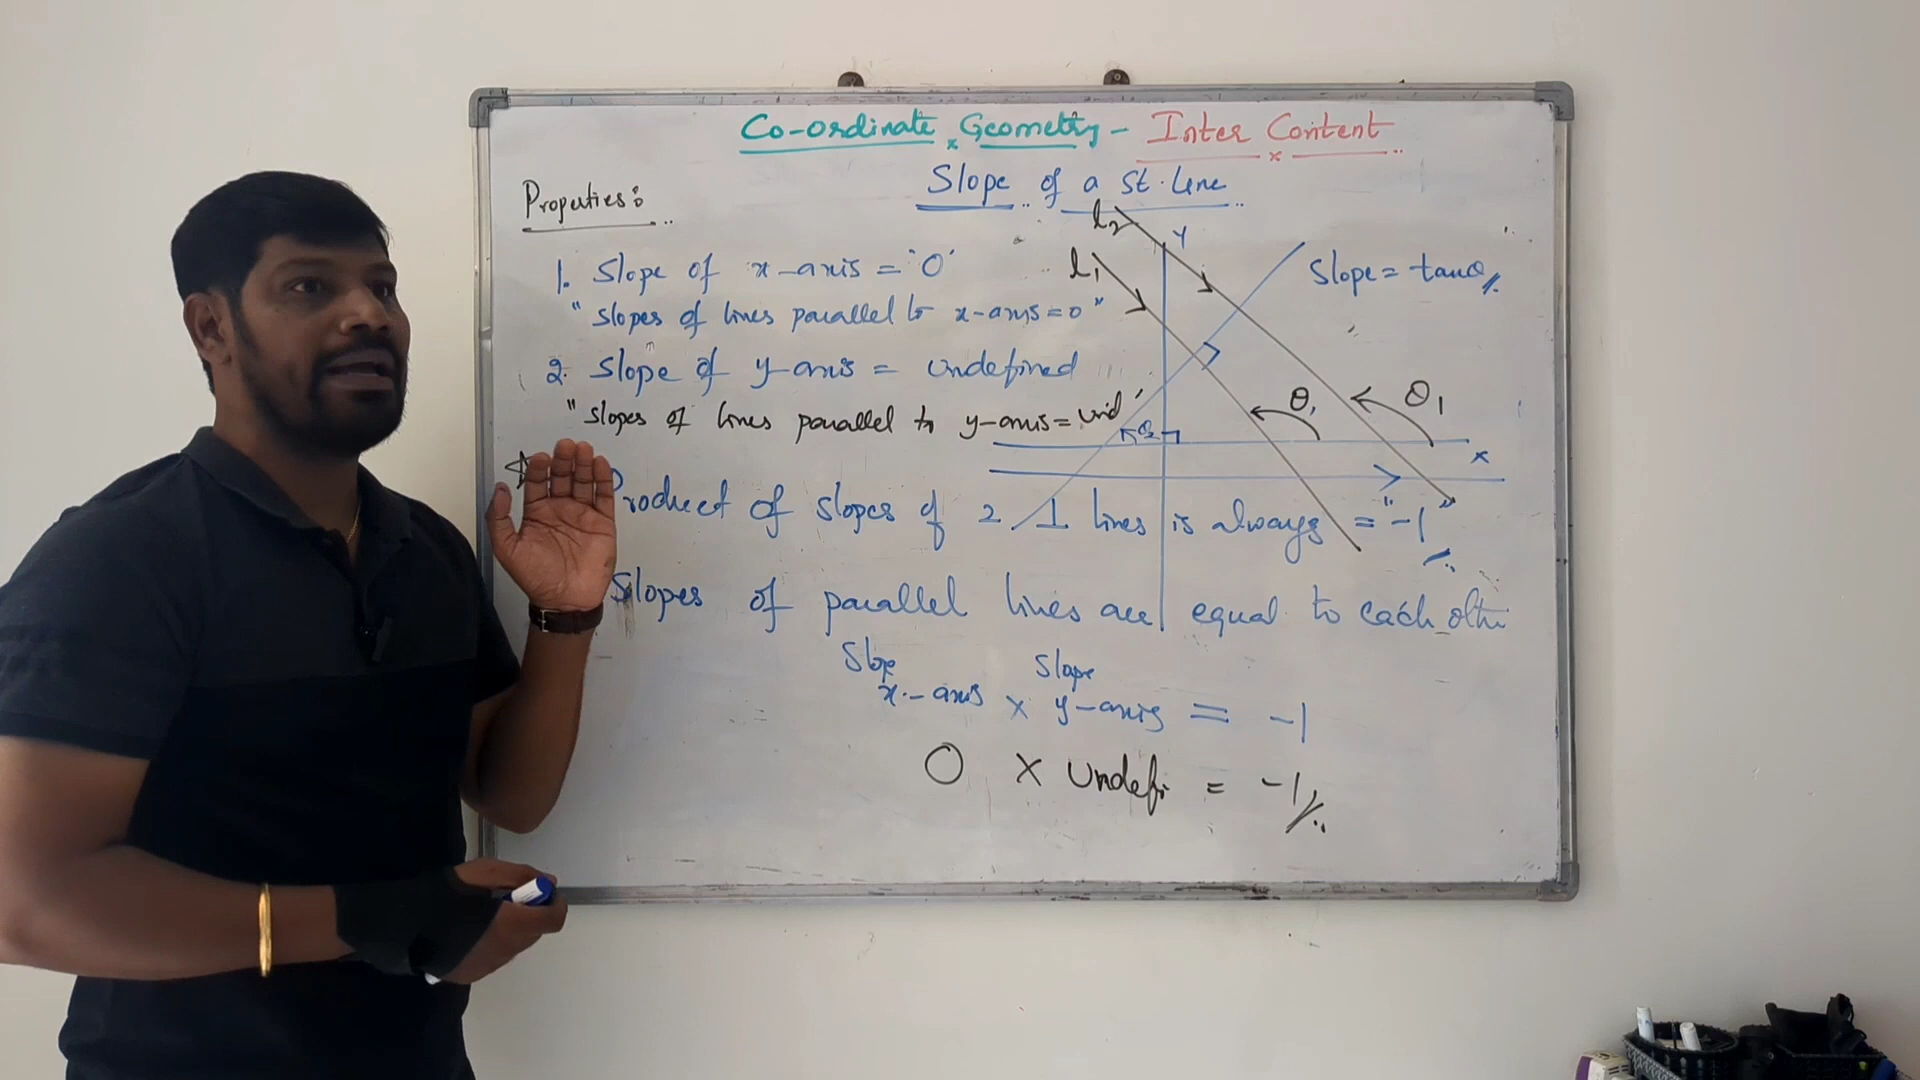 Co-ordinate Geometry - Inter Content
Slope of a st. line
Properties:
1. Slope of x-axis = '0'
"slopes of lines parallel to x-axis = 0"
2. Slope of y-axis = undefined
"slopes of lines parallel to y-axis = und"
Product of slopes of 2 ⊥ lines is always = "-1"
Slopes of parallel lines are equal to each othe
Slope Slope
x-axis × y-axis = -1
0 × undefi = -1
l₂
Y
l₁
Slope = tanθ
θ₁ θ₁
θ₂
X